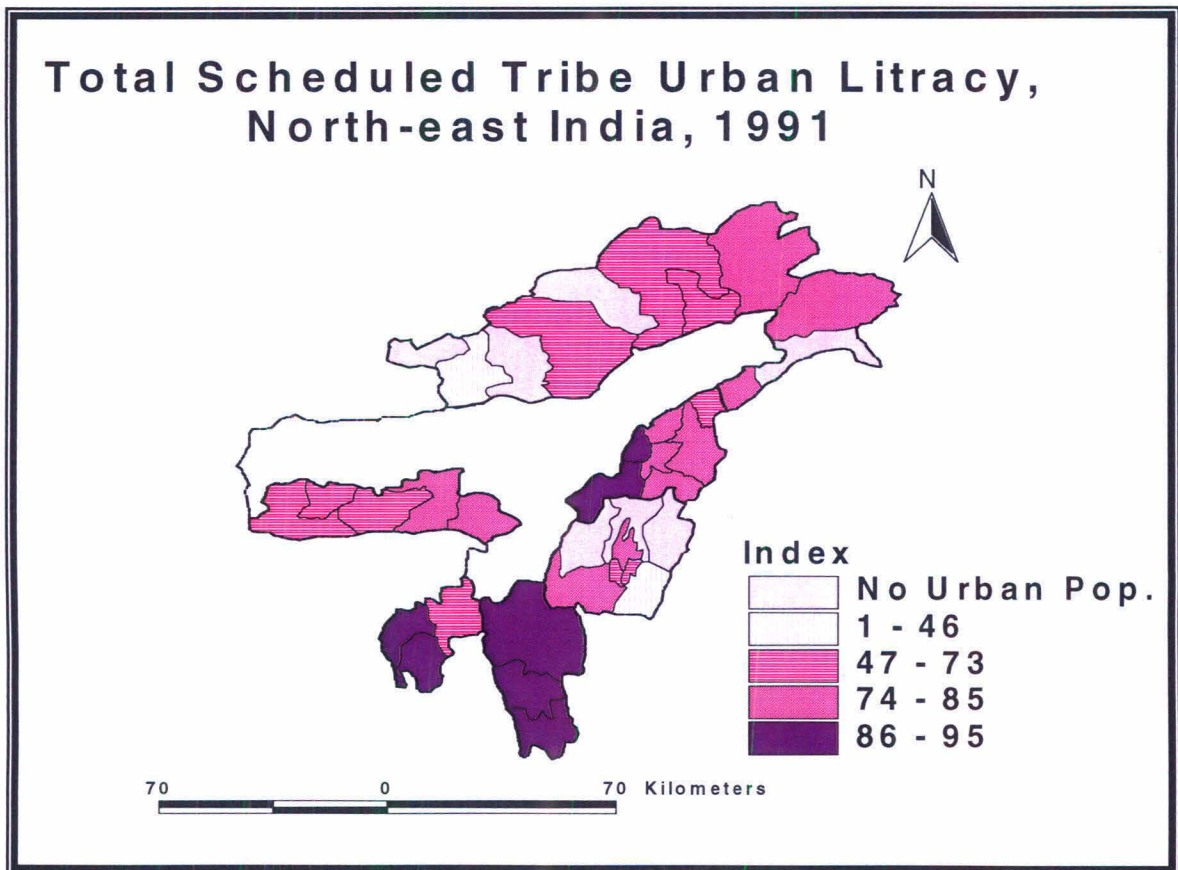 Total Scheduled Tribe Urban Litracy,
North-east India, 1991
N
Index
No Urban Pop.
1 - 46
47 - 73
74 - 85
86 - 95
70 0 70 Kilometers